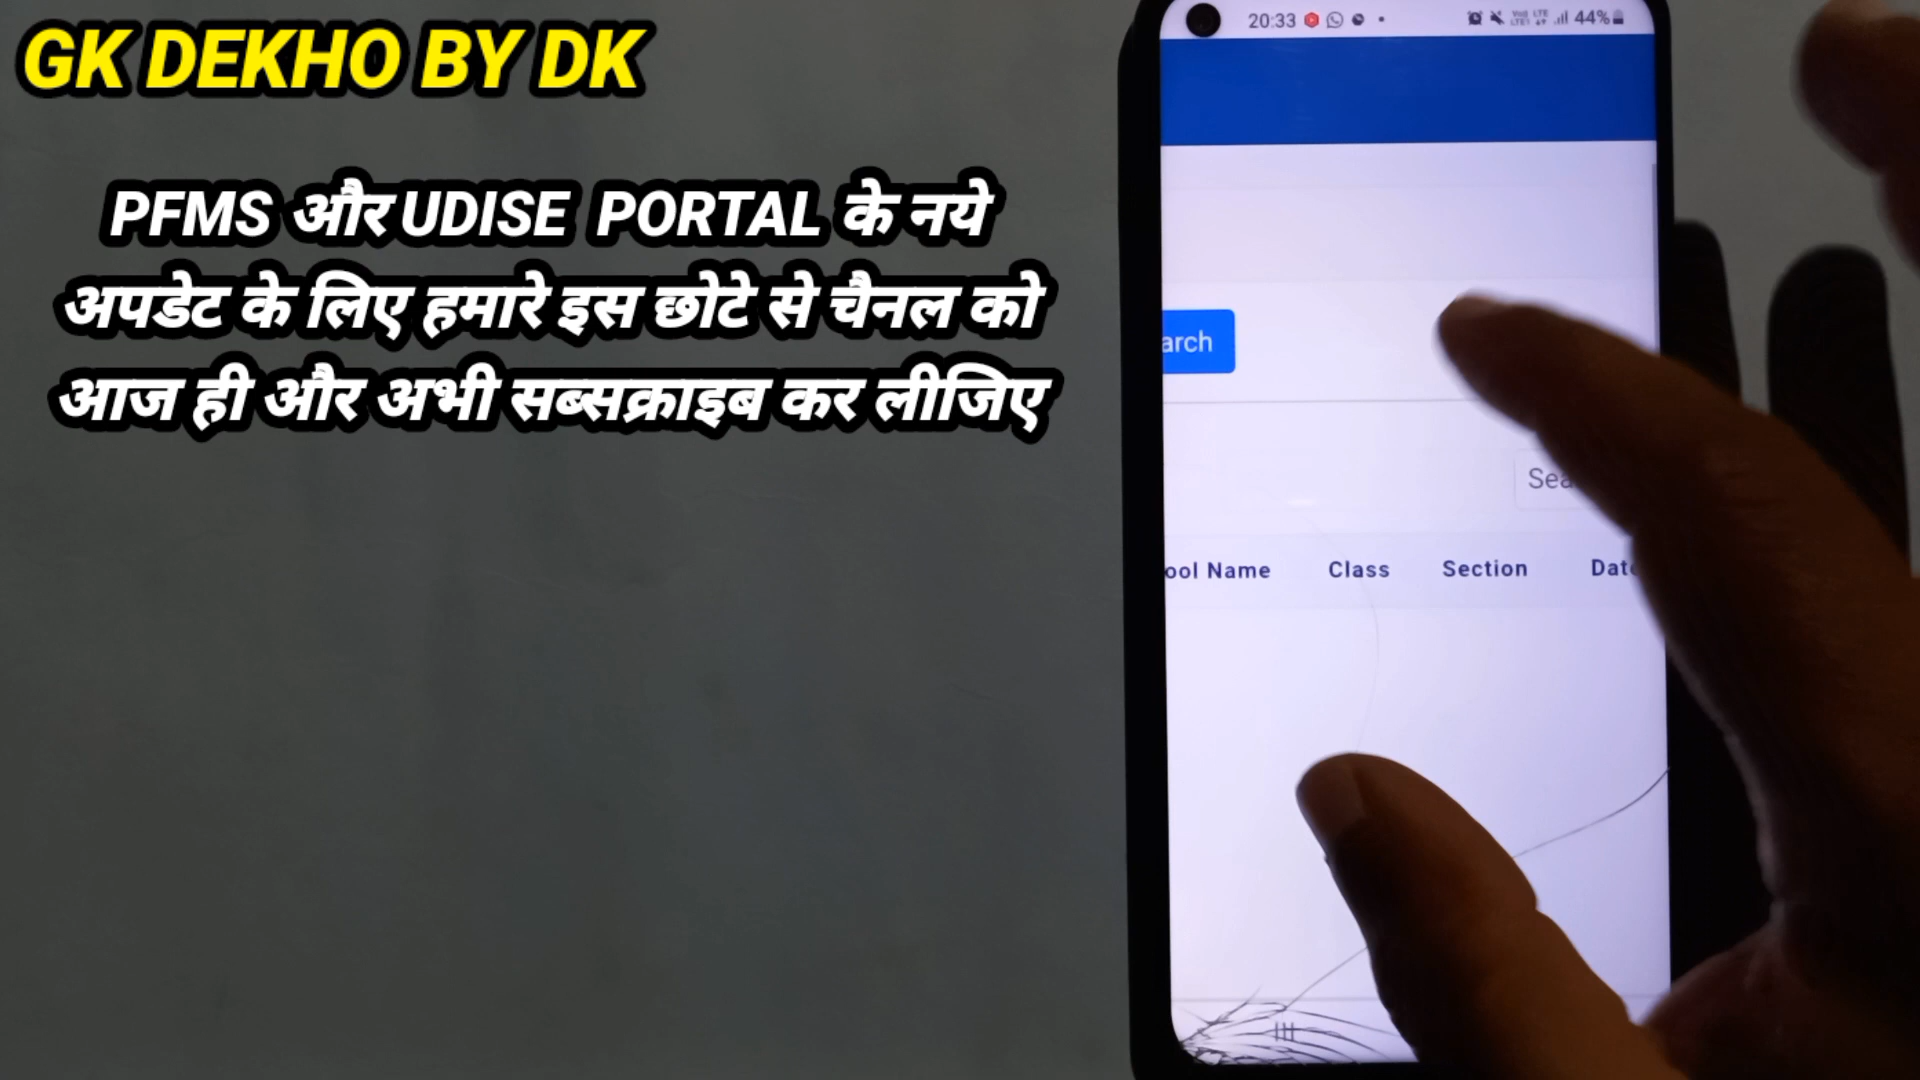 GK DEKHO BY DK
PFMS और UDISE PORTAL के नये
अपडेट के लिए हमारे इस छोटे से चैनल को
आज ही और अभी सब्सक्राइब कर लीजिए
20:33
44%
arch
Sea
ool Name Class Section Date